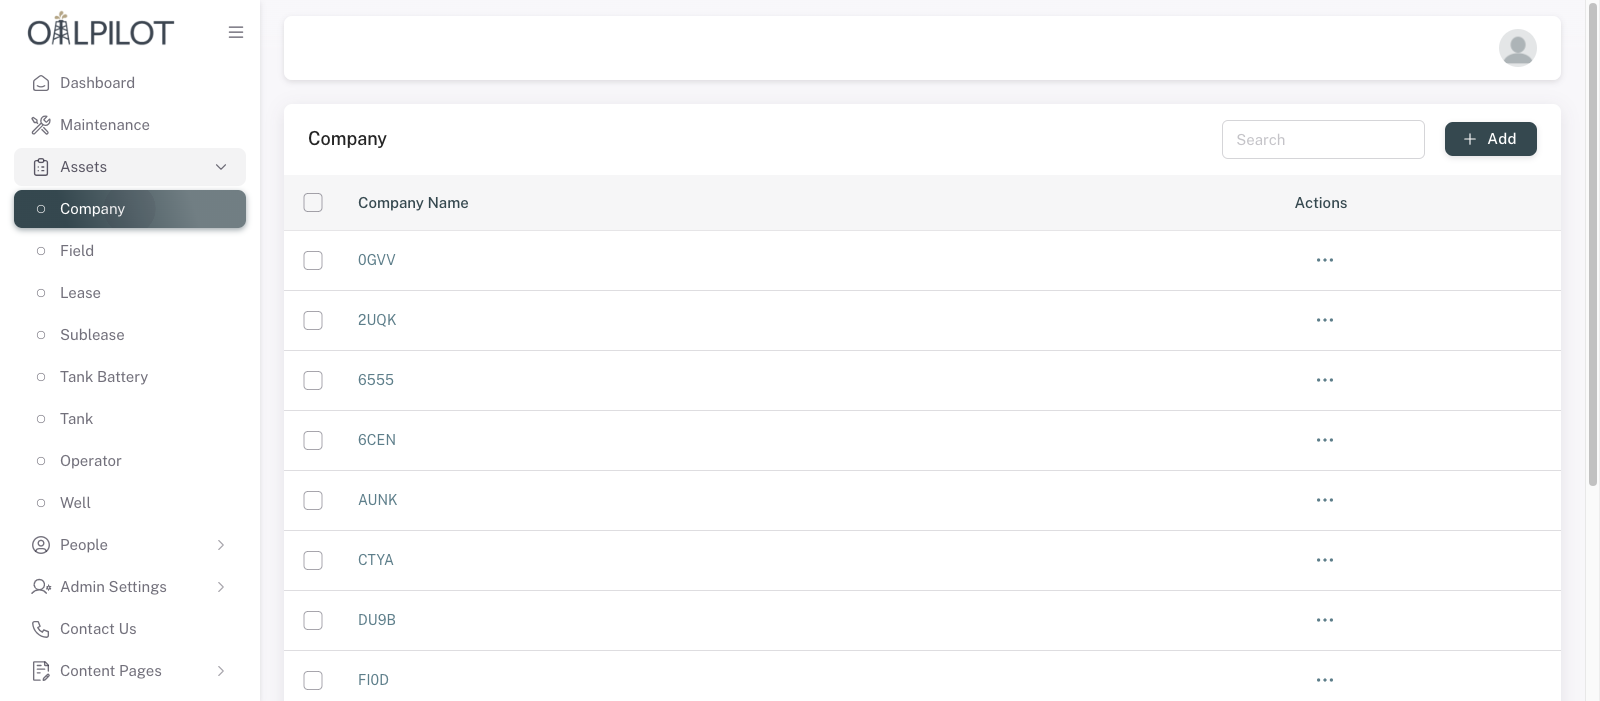 OILPILOT
Dashboard
Maintenance
Assets
Company
Field
Lease
Sublease
Tank Battery
Tank
Operator
Well
People
Admin Settings
Contact Us
Content Pages
Company
Search
Add
Company Name Actions
0GVV
2UQK
6555
6CEN
AUNK
CTYA
DU9B
FI0D